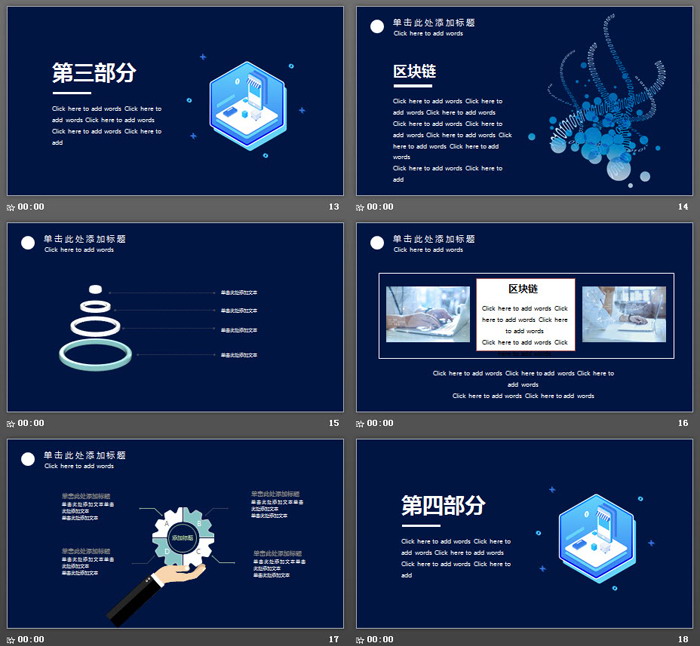 第三部分
Click here to add words Click here to
add words Click here to add words
Click here to add words Click here to
add
00:00
13
单击此处添加标题
Click here to add words
区块链
Click here to add words Click here to
add words Click here to add words
Click here to add words Click here to
add words Click here to add words
Click here to add words Click here to
words
Click here to add words Click here to
add
00:00
14
单击此处添加标题
Click here to add words
单击此处添加文本
单击此处添加文本
单击此处添加文本
单击此处添加文本
00:00
15
单击此处添加标题
Click here to add words
区块链
Click here to add words Click
here to add words Click here
to add words
Click here to add words Click
Click here to add words Click here to add words Click here to
add words
Click here to add words Click here to add words
00:00
16
单击此处添加标题
Click here to add words
单击此处添加标题
单击此处添加文本单击
此处添加文本
单击此处添加文本
单击此处添加标题
单击此处添加文本单击
此处添加文本
单击此处添加文本
A
B
添加标题
D
C
单击此处添加标题
单击此处添加文本单击
此处添加文本
单击此处添加文本
单击此处添加标题
单击此处添加文本单击
此处添加文本
单击此处添加文本
00:00
17
第四部分
Click here to add words Click here to
add words Click here to add words
Click here to add words Click here to
add
00:00
18